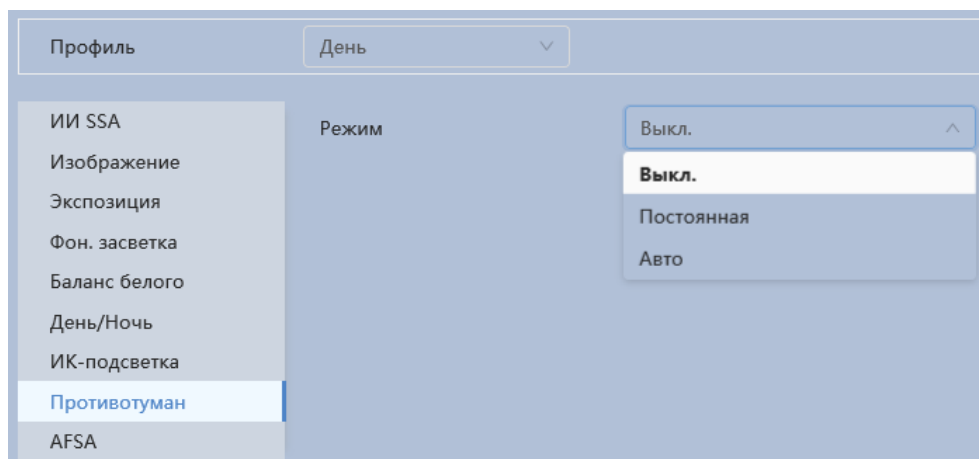 Профиль День
ИИ SSA
Режим Выкл.
Изображение
Выкл.
Экспозиция
Постоянная
Фон. засветка
Авто
Баланс белого
День/Ночь
ИК-подсветка
Противотуман
AFSA